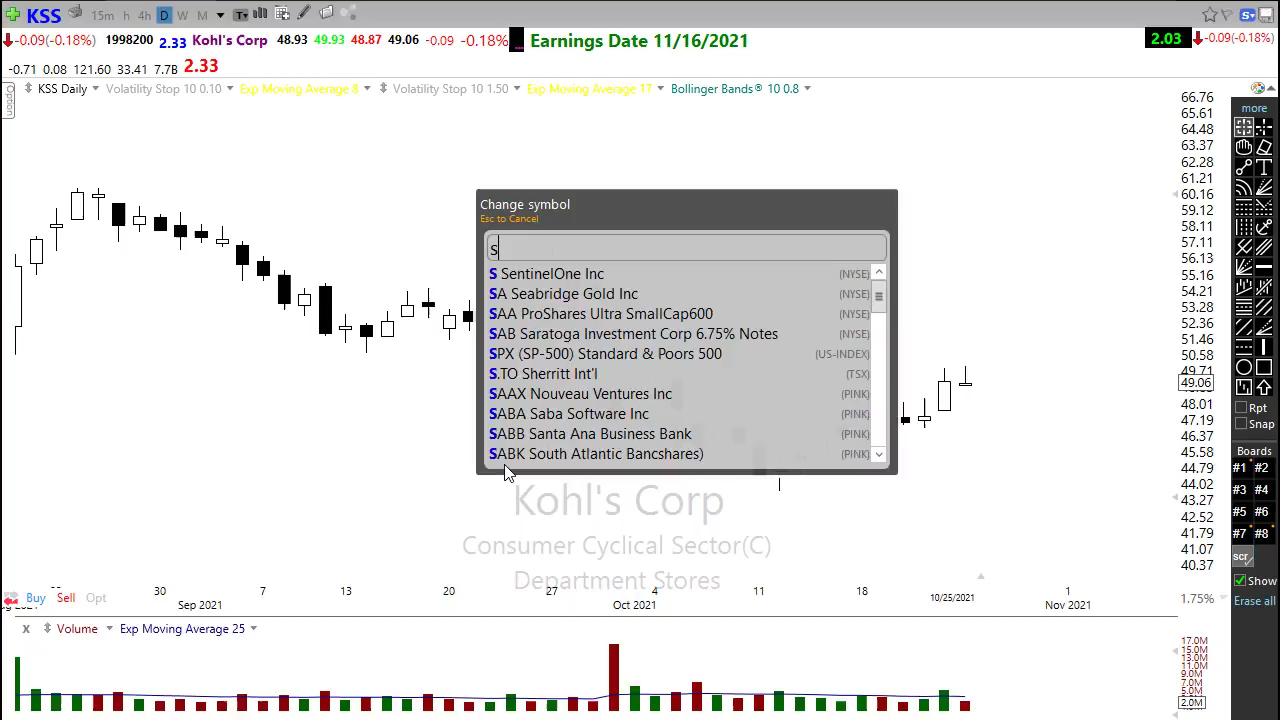 KSS 15m h 4h D W M T
-0.09(-0.18%) 1998200 2.33 Kohl's Corp 48.93 49.93 48.87 49.06 -0.09 -0.18% Earnings Date 11/16/2021 2.03 -0.09(-0.18%)
-0.71 0.08 121.60 33.41 7.7B 2.33
Option KSS Daily Volatility Stop 10 0.10 Exp Moving Average 8 Volatility Stop 10 1.50 Exp Moving Average 17 Bollinger Bands® 10 0.8
66.76
65.61
64.48
63.37
62.28
61.21
60.16
59.12
58.11
57.11
56.13
55.16
54.21
53.28
52.36
51.46
50.58
49.71
49.06
48.01
47.19
46.37
45.58
44.79
44.02
43.27
42.52
41.79
41.07
40.37
more
T
Rpt
Snap
Boards
#1 #2
#3 #4
#5 #6
#7 #8
scr
Show
Erase all
Change symbol
Esc to Cancel
s
S SentinelOne Inc (NYSE)
SA Seabridge Gold Inc (NYSE)
SAA ProShares Ultra SmallCap600 (NYSE)
SAB Saratoga Investment Corp 6.75% Notes (NYSE)
SPX (SP-500) Standard & Poors 500 (US-INDEX)
S.TO Sherritt Int'l (TSX)
SAAX Nouveau Ventures Inc (PINK)
SABA Saba Software Inc (PINK)
SABB Santa Ana Business Bank (PINK)
SABK South Atlantic Bancshares) (PINK)
Kohl's Corp
Consumer Cyclical Sector(C)
Department Stores
30 7 13 20 27 4 11 18 10/25/2021 1
Sep 2021 Oct 2021 Nov 2021
Buy Sell Opt 1.75%
X Volume Exp Moving Average 25
17.0M
15.0M
13.0M
11.0M
9.0M
7.0M
5.0M
2.0M